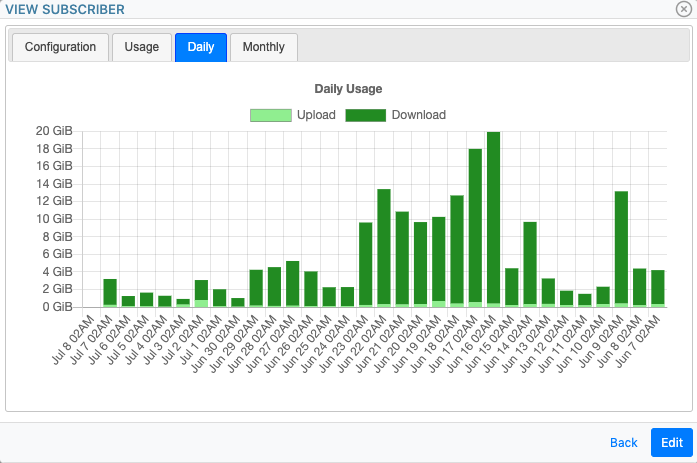 VIEW SUBSCRIBER
Configuration
Usage
Daily
Monthly
Daily Usage
Upload
Download
20 GiB
18 GiB
16 GiB
14 GiB
12 GiB
10 GiB
8 GiB
6 GiB
4 GiB
2 GiB
0 GiB
Jul 8 02AM
Jul 7 02AM
Jul 6 02AM
Jul 5 02AM
Jul 4 02AM
Jul 3 02AM
Jul 2 02AM
Jul 1 02AM
Jun 30 02AM
Jun 29 02AM
Jun 28 02AM
Jun 27 02AM
Jun 26 02AM
Jun 25 02AM
Jun 24 02AM
Jun 23 02AM
Jun 22 02AM
Jun 21 02AM
Jun 20 02AM
Jun 19 02AM
Jun 18 02AM
Jun 17 02AM
Jun 16 02AM
Jun 15 02AM
Jun 14 02AM
Jun 13 02AM
Jun 12 02AM
Jun 11 02AM
Jun 10 02AM
Jun 9 02AM
Jun 8 02AM
Jun 7 02AM
Back
Edit